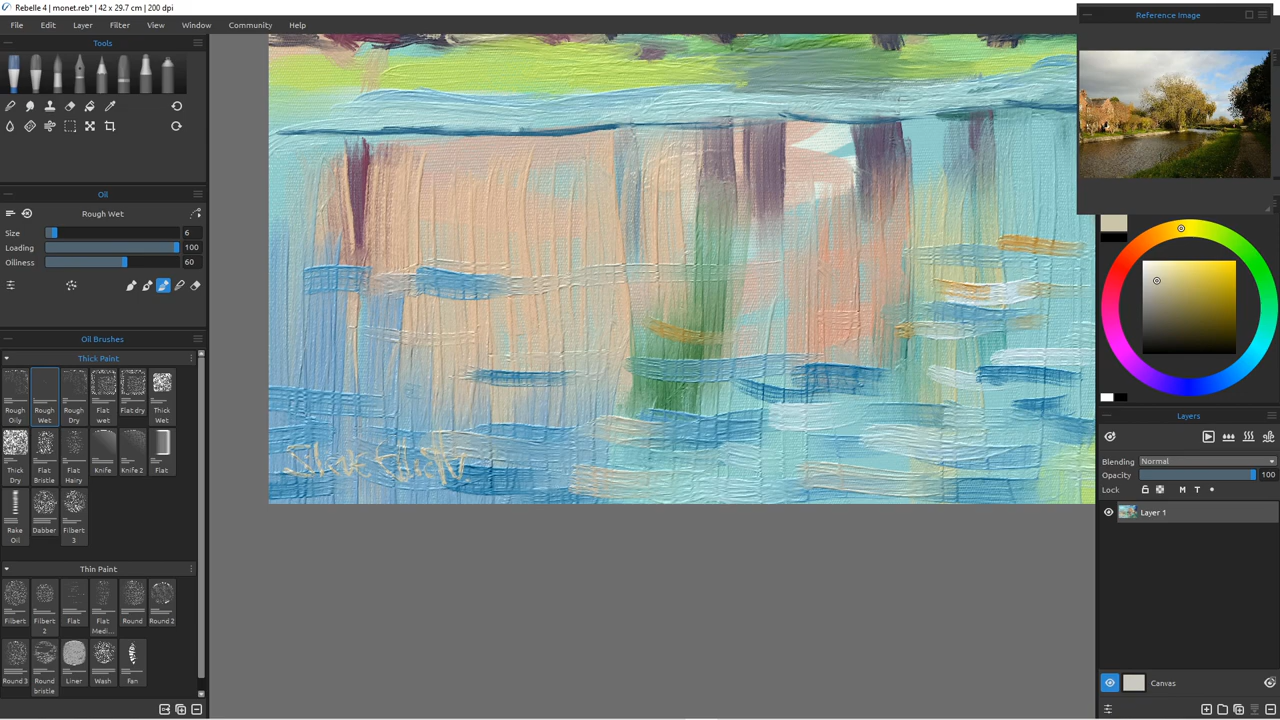 Rebelle 4 | monet.reb* | 42 x 29.7 cm | 200 dpi
File Edit Layer Filter View Window Community Help
Tools
Oil
Rough Wet
Size 6
Loading 100
Oiliness 60
Oil Brushes
Thick Paint
Rough Oily
Rough Wet
Rough Dry
Flat wet
Flat dry
Thick Wet
Thick Dry
Flat Bristle
Flat Hairy
Knife
Knife 2
Flat
Rake Oil
Dabber
Filbert 3
Thin Paint
Filbert
Filbert 2
Flat
Flat Medi...
Round
Round 2
Round 3
Round bristle
Liner
Wash
Fan
Reference Image
Layers
Blending Normal
Opacity 100
Lock M T
Layer 1
Canvas